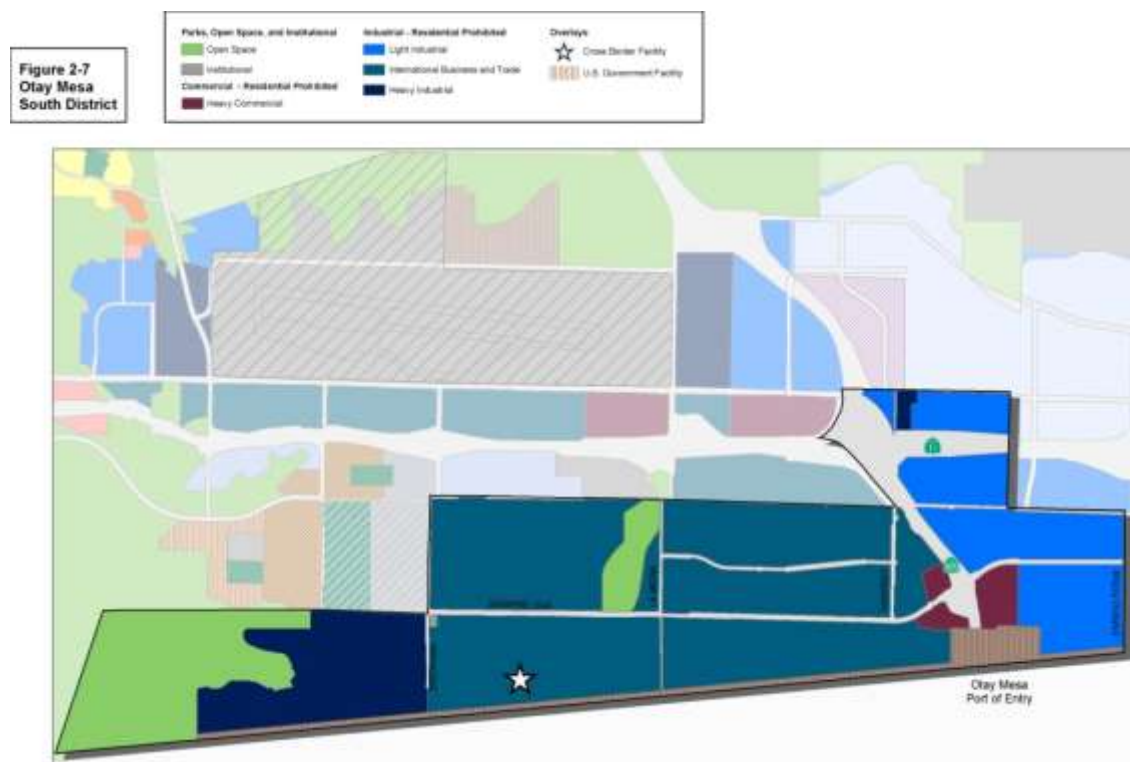 Figure 2-7
Otay Mesa
South District
Parks, Open Space, and Institutional
Open Space
Institutional
Commercial - Residential Prohibited
Heavy Commercial
Industrial - Residential Prohibited
Light Industrial
International Business and Trade
Heavy Industrial
Overlays
Cross Border Facility
U.S. Government Facility
Otay Mesa
Port of Entry